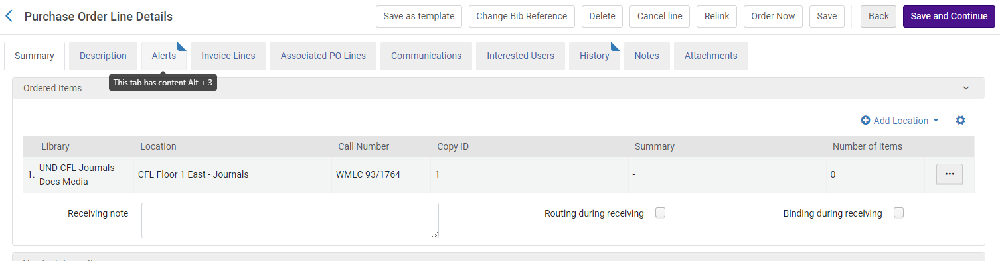 Purchase Order Line Details
Save as template
Change Bib Reference
Delete
Cancel line
Relink
Order Now
Save
Back
Save and Continue
Summary
Description
Alerts
Invoice Lines
Associated PO Lines
Communications
Interested Users
History
Notes
Attachments
This tab has content Alt + 3
Ordered Items
Add Location
Library
Location
Call Number
Copy ID
Summary
Number of Items
1.
UND CFL Journals
Docs Media
CFL Floor 1 East - Journals
WMLC 93/1764
1
-
0
Receiving note
Routing during receiving
Binding during receiving